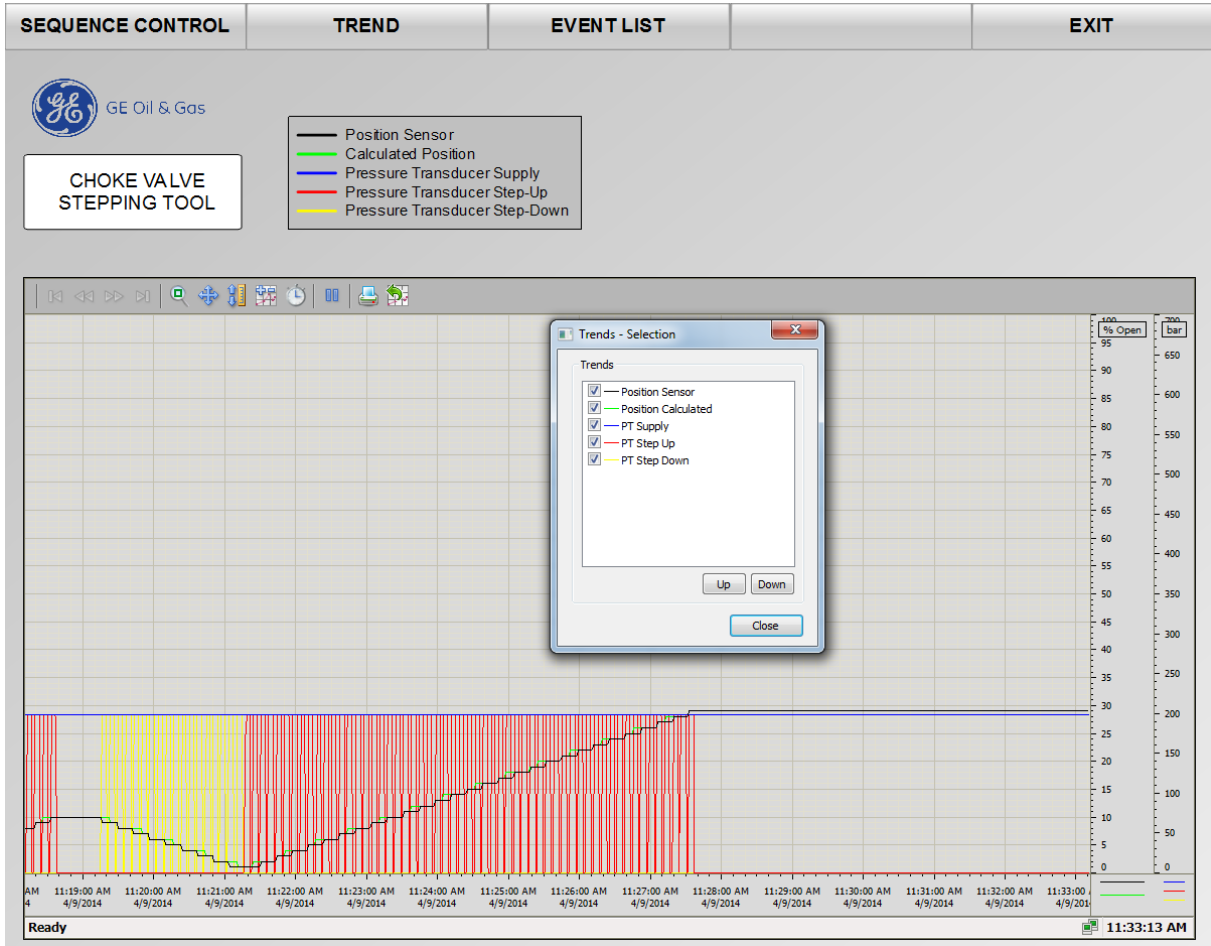 SEQUENCE CONTROL TREND EVENT LIST EXIT
GE Oil & Gas
CHOKE VALVE
STEPPING TOOL
Position Sensor
Calculated Position
Pressure Transducer Supply
Pressure Transducer Step-Up
Pressure Transducer Step-Down
Trends - Selection
Trends
Position Sensor
Position Calculated
PT Supply
PT Step Up
PT Step Down
Up Down
Close
% Open
95
90
85
80
75
70
65
60
55
50
45
40
35
30
25
20
15
10
5
0
bar
650
600
550
500
450
400
350
300
250
200
150
100
50
0
AM 11:19:00 AM 11:20:00 AM 11:21:00 AM 11:22:00 AM 11:23:00 AM 11:24:00 AM 11:25:00 AM 11:26:00 AM 11:27:00 AM 11:28:00 AM 11:29:00 AM 11:30:00 AM 11:31:00 AM 11:32:00 AM 11:33:00
4 4/9/2014 4/9/2014 4/9/2014 4/9/2014 4/9/2014 4/9/2014 4/9/2014 4/9/2014 4/9/2014 4/9/2014 4/9/2014 4/9/2014 4/9/2014 4/9/2014 4/9/201
Ready 11:33:13 AM